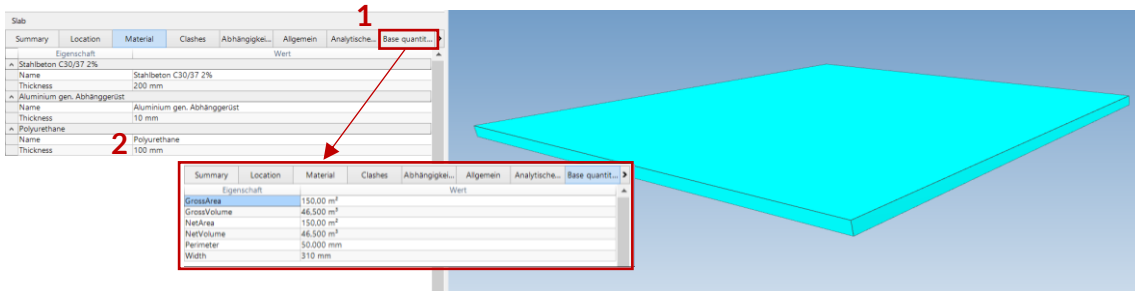 Slab
1
Summary Location Material Clashes Abhängigkei... Allgemein Analytische... Base quantit...
Eigenschaft Wert
Stahlbeton C30/37 2%
Name Stahlbeton C30/37 2%
Thickness 200 mm
Aluminium gen. Abhänggerüst
Name Aluminium gen. Abhänggerüst
Thickness 10 mm
Polyurethane
2
Name Polyurethane
Thickness 100 mm
Summary Location Material Clashes Abhängigkei... Allgemein Analytische... Base quantit...
Eigenschaft Wert
GrossArea 150,00 m²
GrossVolume 46,500 m³
NetArea 150,00 m²
NetVolume 46,500 m³
Perimeter 50.000 mm
Width 310 mm